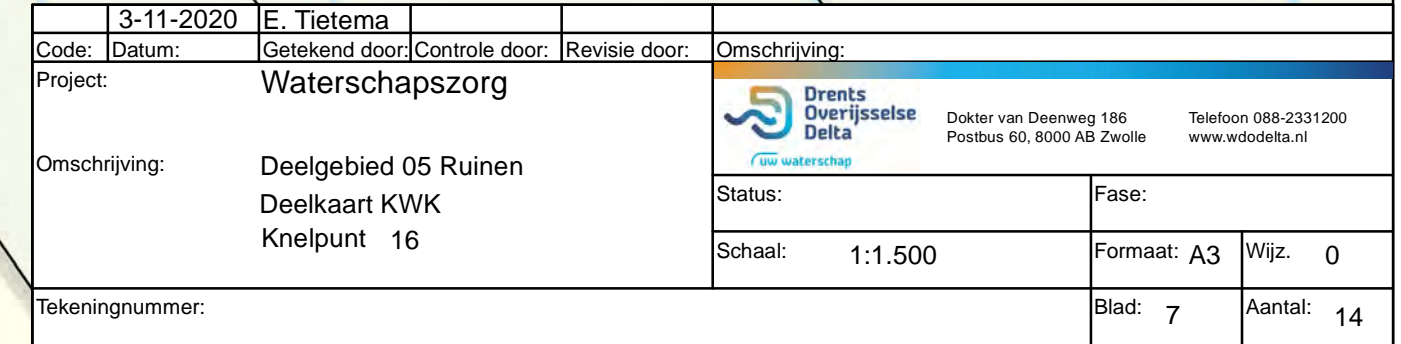 3-11-2020 E. Tietema
Code: Datum: Getekend door: Controle door: Revisie door: Omschrijving:
Project: Waterschapszorg
Omschrijving: Deelgebied 05 Ruinen
Deelkaart KWK
Knelpunt 16
Drents
Overijsselse
Delta
uw waterschap
Dokter van Deenweg 186
Postbus 60, 8000 AB Zwolle
Telefoon 088-2331200
www.wdodelta.nl
Status: Fase:
Schaal: 1:1.500 Formaat: A3 Wijz. 0
Tekeningnummer: Blad: 7 Aantal: 14